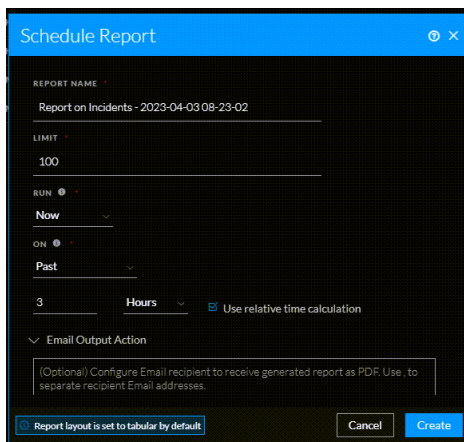 Schedule Report
REPORT NAME *
Report on Incidents - 2023-04-03 08-23-02
LIMIT *
100
RUN *
Now
ON *
Past
3 Hours Use relative time calculation
Email Output Action
(Optional) Configure Email recipient to receive generated report as PDF. Use , to
separate recipient Email addresses.
Report layout is set to tabular by default Cancel Create